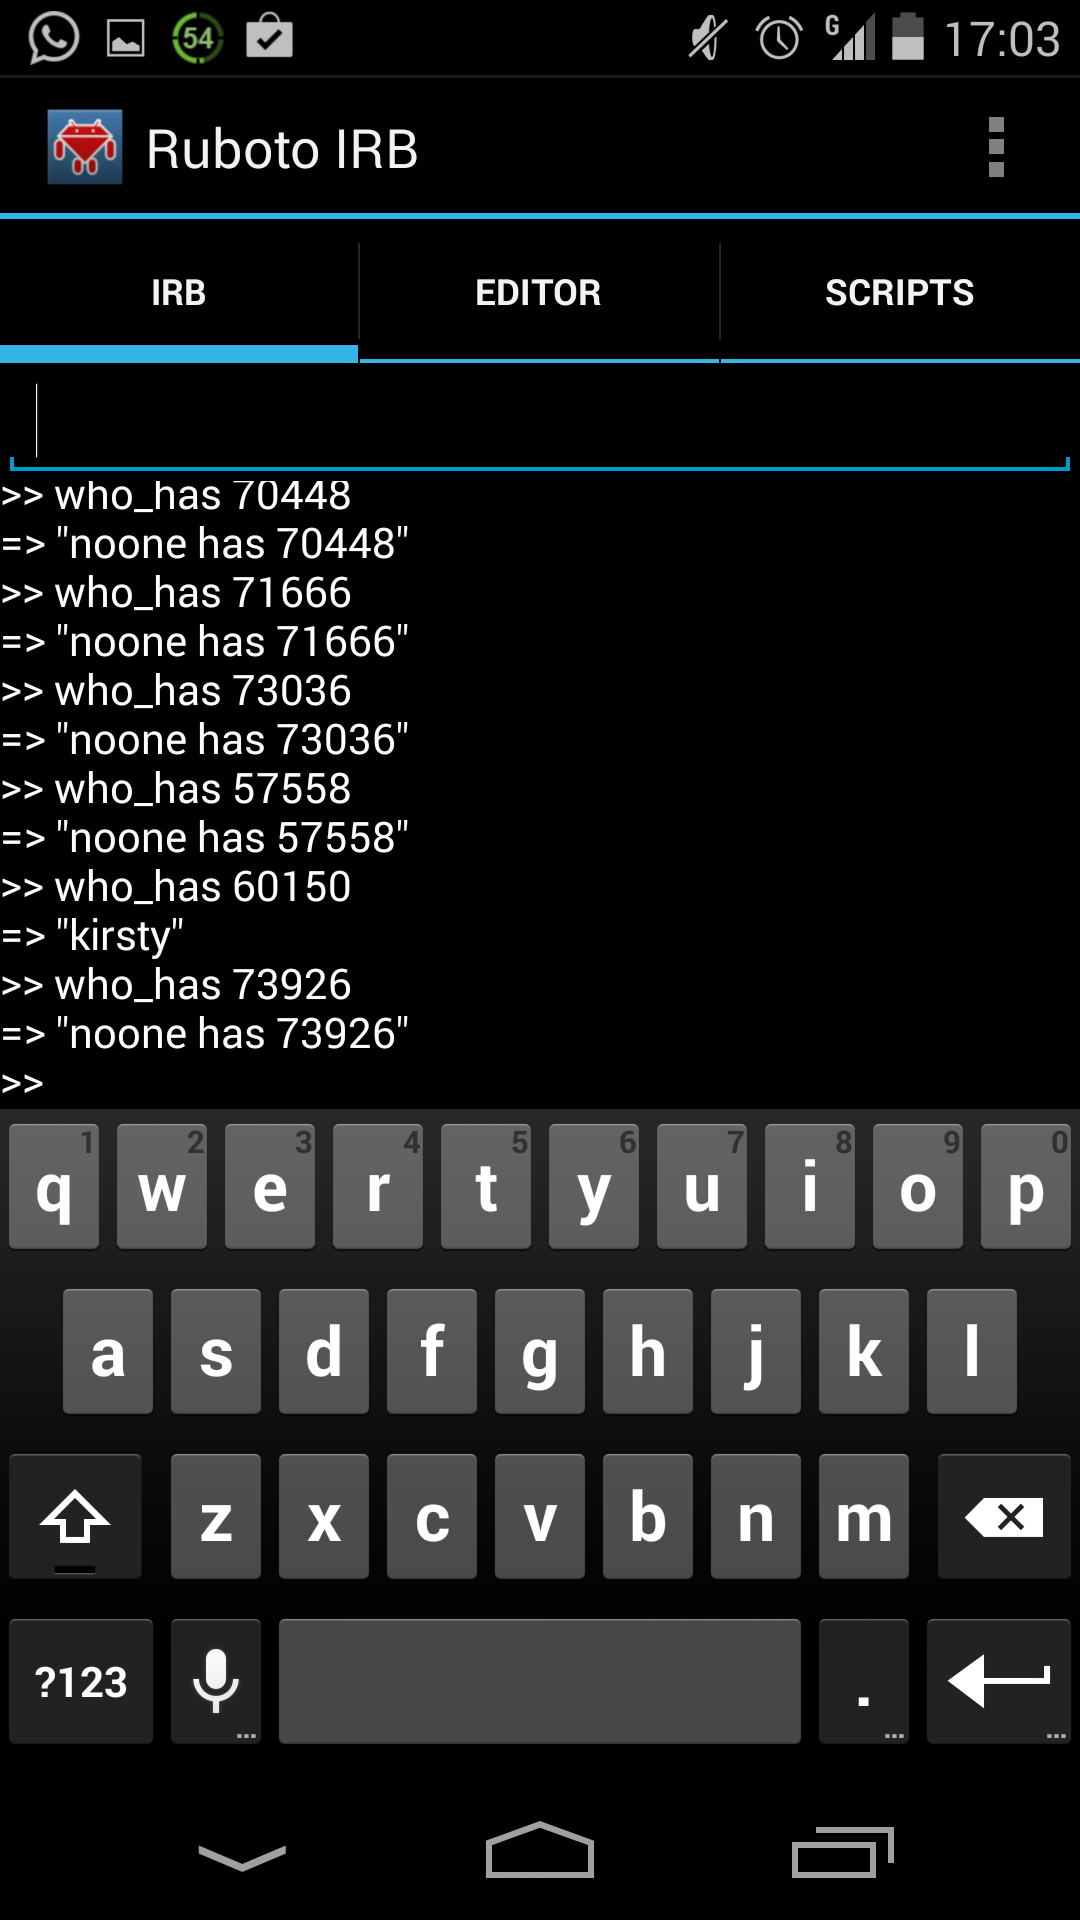 54 G 17:03
Ruboto IRB
IRB EDITOR SCRIPTS
>> who_has 70448
=> "noone has 70448"
>> who_has 71666
=> "noone has 71666"
>> who_has 73036
=> "noone has 73036"
>> who_has 57558
=> "noone has 57558"
>> who_has 60150
=> "kirsty"
>> who_has 73926
=> "noone has 73926"
>>
1 2 3 4 5 6 7 8 9 0
q w e r t y u i o p
a s d f g h j k l
z x c v b n m
?123 ... . ... ...